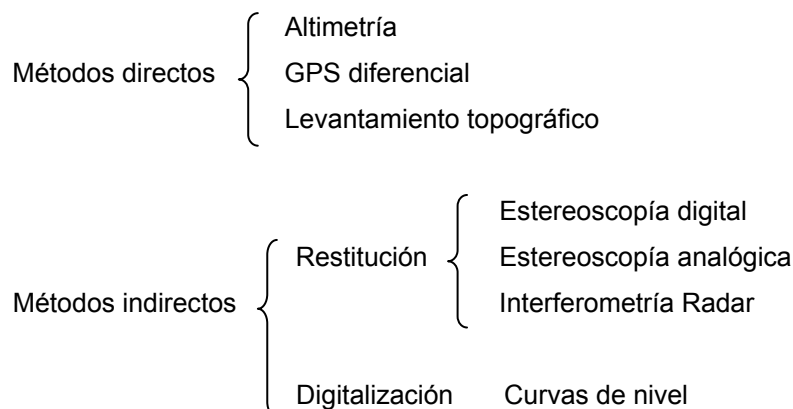 Altimetría
Métodos directos GPS diferencial
Levantamiento topográfico
Estereoscopía digital
Restitución Estereoscopía analógica
Métodos indirectos Interferometría Radar
Digitalización Curvas de nivel